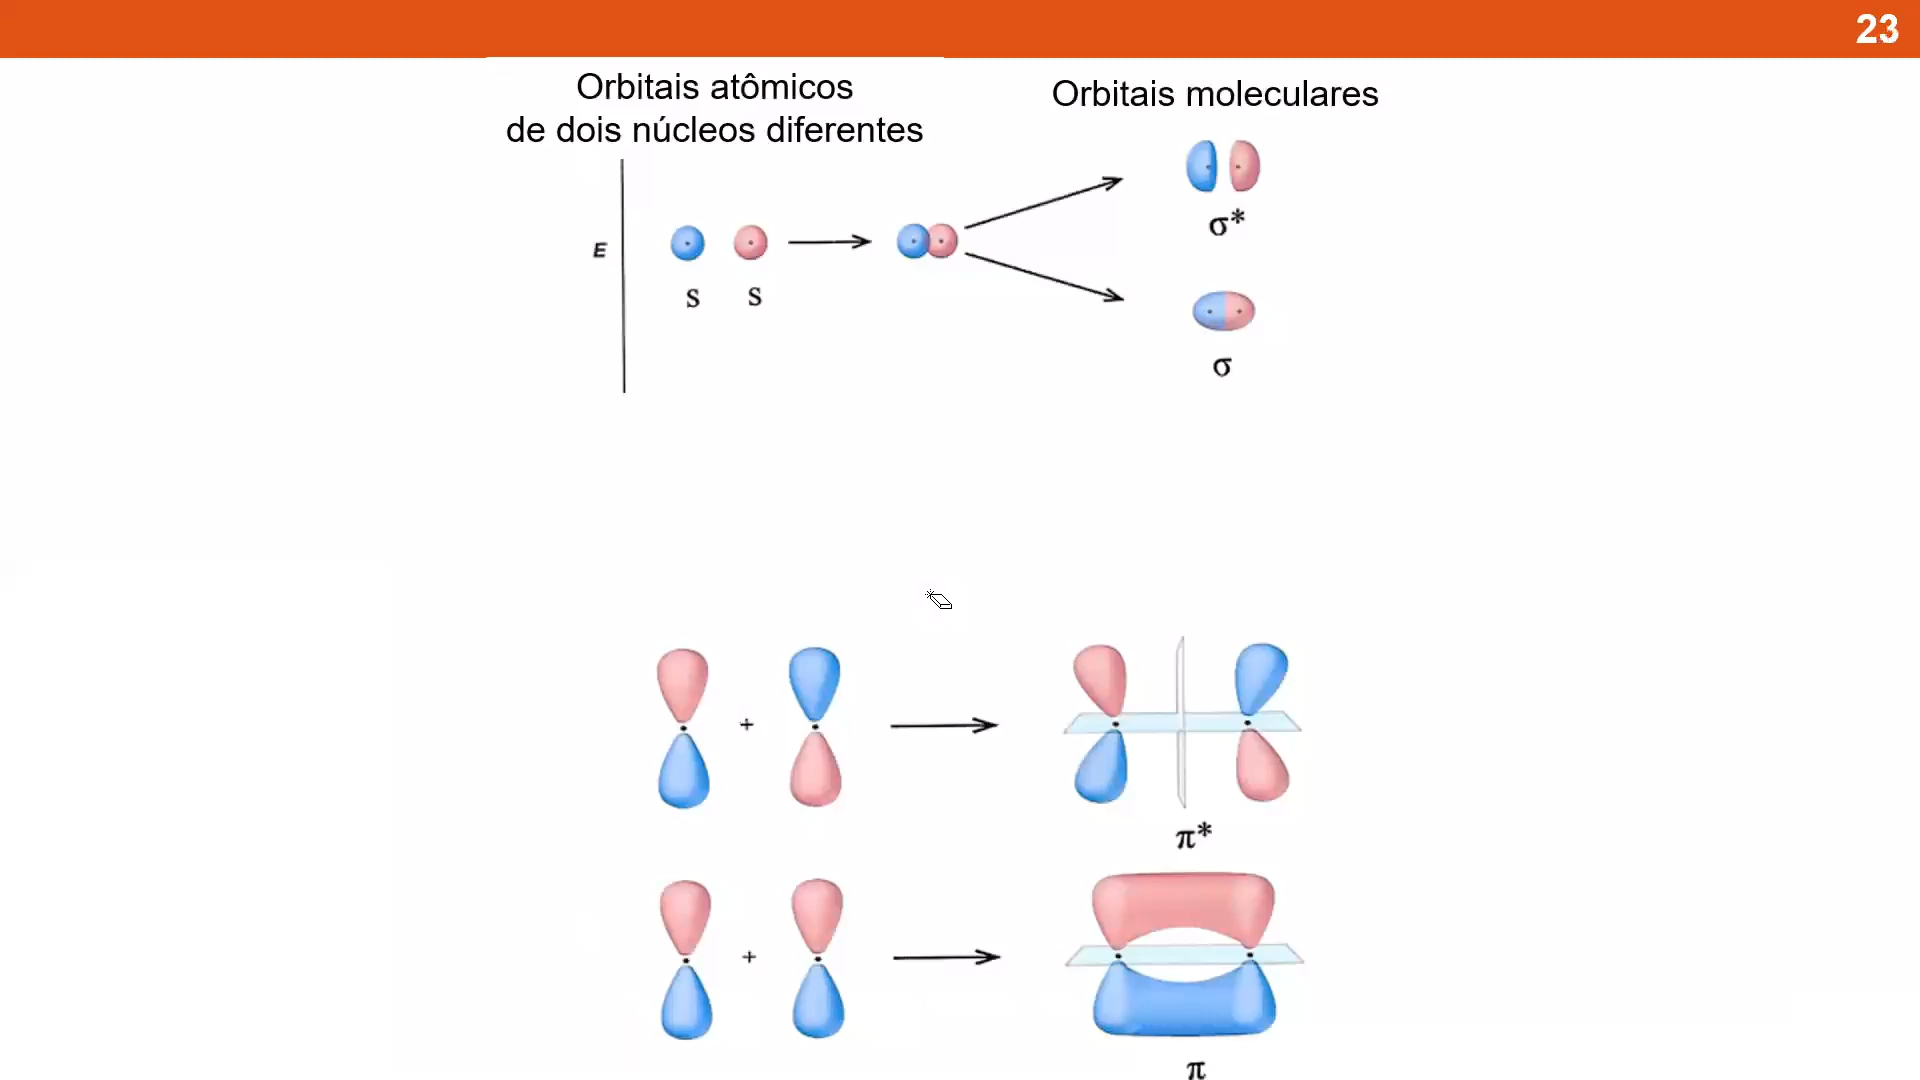 23
Orbitais atômicos
de dois núcleos diferentes
Orbitais moleculares
σ*
E
s s
σ
+
π*
+
π